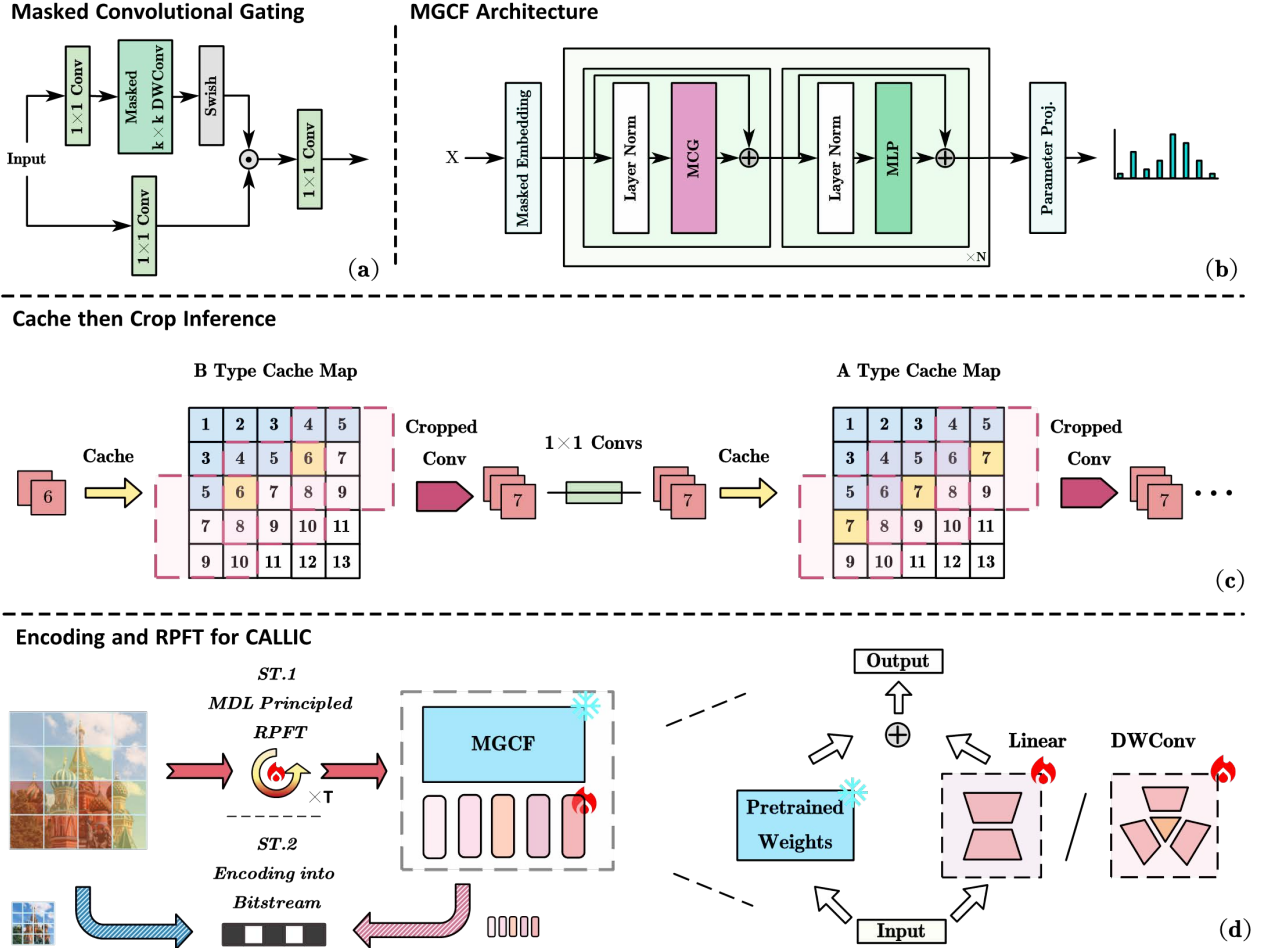 Masked Convolutional Gating
MGCF Architecture
1×1 Conv
Masked
k×k DWConv
Swish
Input
1×1 Conv
1×1 Conv
(a)
X
Masked Embedding
Layer Norm
MCG
Layer Norm
MLP
×N
Parameter Proj.
(b)
Cache then Crop Inference
B Type Cache Map
A Type Cache Map
6
Cache
1 2 3 4 5
3 4 5 6 7
5 6 7 8 9
7 8 9 10 11
9 10 11 12 13
Cropped
Conv
7
1×1 Convs
7
Cache
1 2 3 4 5
3 4 5 6 7
5 6 7 8 9
7 8 9 10 11
9 10 11 12 13
Cropped
Conv
7
...
(c)
Encoding and RPFT for CALLIC
ST.1
MDL Principled
RPFT
×T
ST.2
Encoding into
Bitstream
MGCF
Output
Linear
DWConv
Pretrained
Weights
Input
(d)